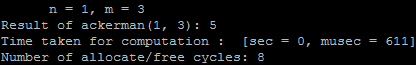 n = 1, m = 3
Result of ackerman(1, 3): 5
Time taken for computation :  [sec = 0, musec = 611]
Number of allocate/free cycles: 8